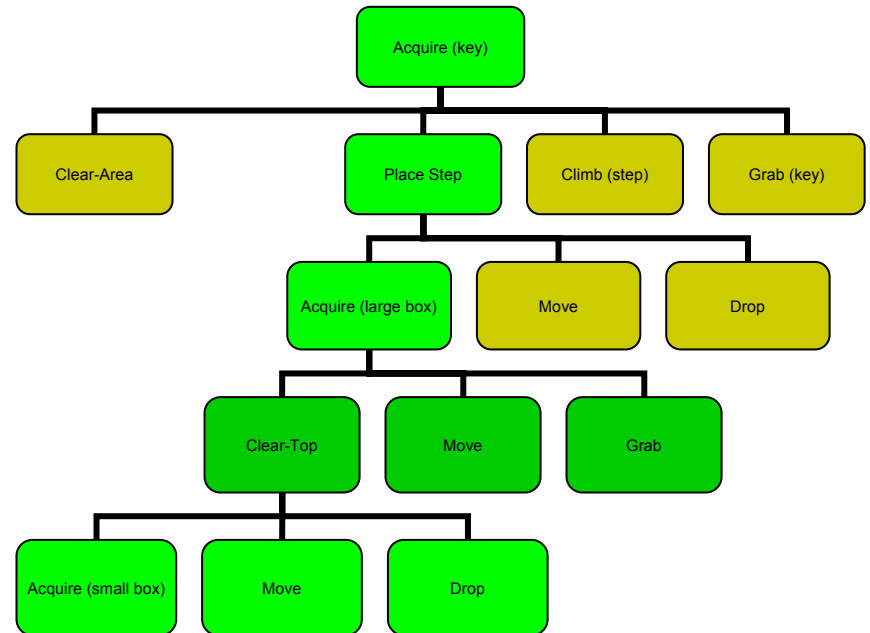 Acquire (key)
Clear-Area
Place Step
Climb (step)
Grab (key)
Acquire (large box)
Move
Drop
Clear-Top
Move
Grab
Acquire (small box)
Move
Drop